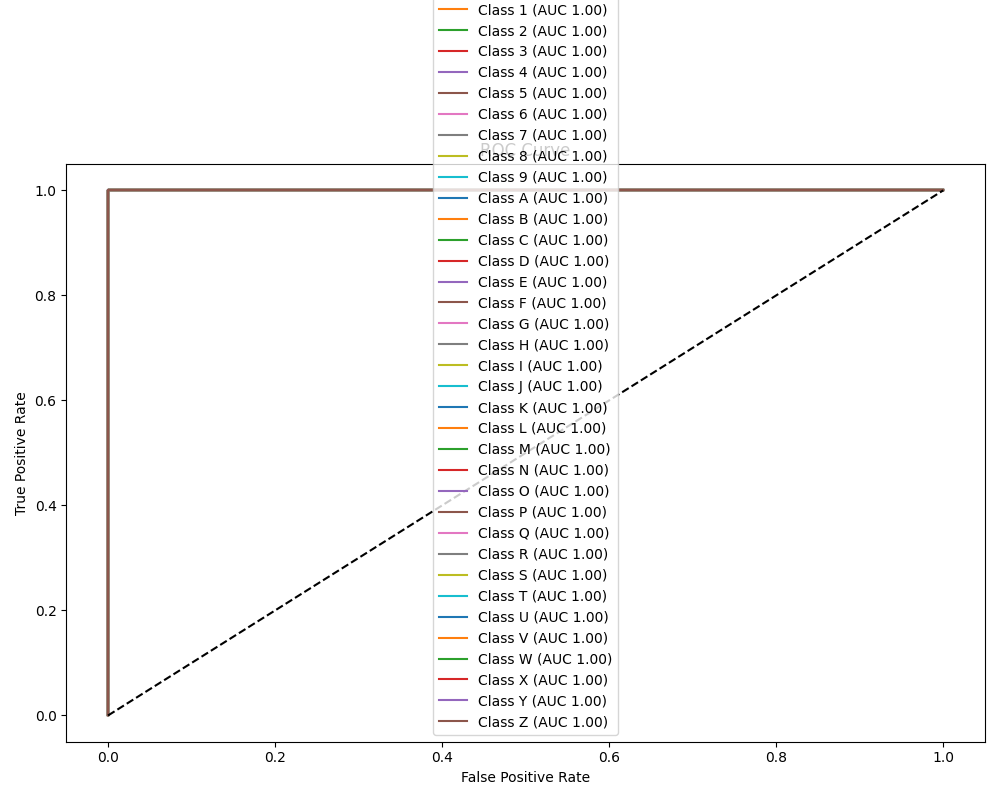 Class 1 (AUC 1.00)
Class 2 (AUC 1.00)
Class 3 (AUC 1.00)
Class 4 (AUC 1.00)
Class 5 (AUC 1.00)
Class 6 (AUC 1.00)
Class 7 (AUC 1.00)
ROC Curve
Class 8 (AUC 1.00)
Class 9 (AUC 1.00)
Class A (AUC 1.00)
Class B (AUC 1.00)
Class C (AUC 1.00)
Class D (AUC 1.00)
Class E (AUC 1.00)
Class F (AUC 1.00)
Class G (AUC 1.00)
Class H (AUC 1.00)
Class I (AUC 1.00)
Class J (AUC 1.00)
Class K (AUC 1.00)
Class L (AUC 1.00)
Class M (AUC 1.00)
Class N (AUC 1.00)
Class O (AUC 1.00)
Class P (AUC 1.00)
Class Q (AUC 1.00)
Class R (AUC 1.00)
Class S (AUC 1.00)
Class T (AUC 1.00)
Class U (AUC 1.00)
Class V (AUC 1.00)
Class W (AUC 1.00)
Class X (AUC 1.00)
Class Y (AUC 1.00)
Class Z (AUC 1.00)
True Positive Rate
1.0
0.8
0.6
0.4
0.2
0.0
0.0 0.2 0.4 0.6 0.8 1.0
False Positive Rate